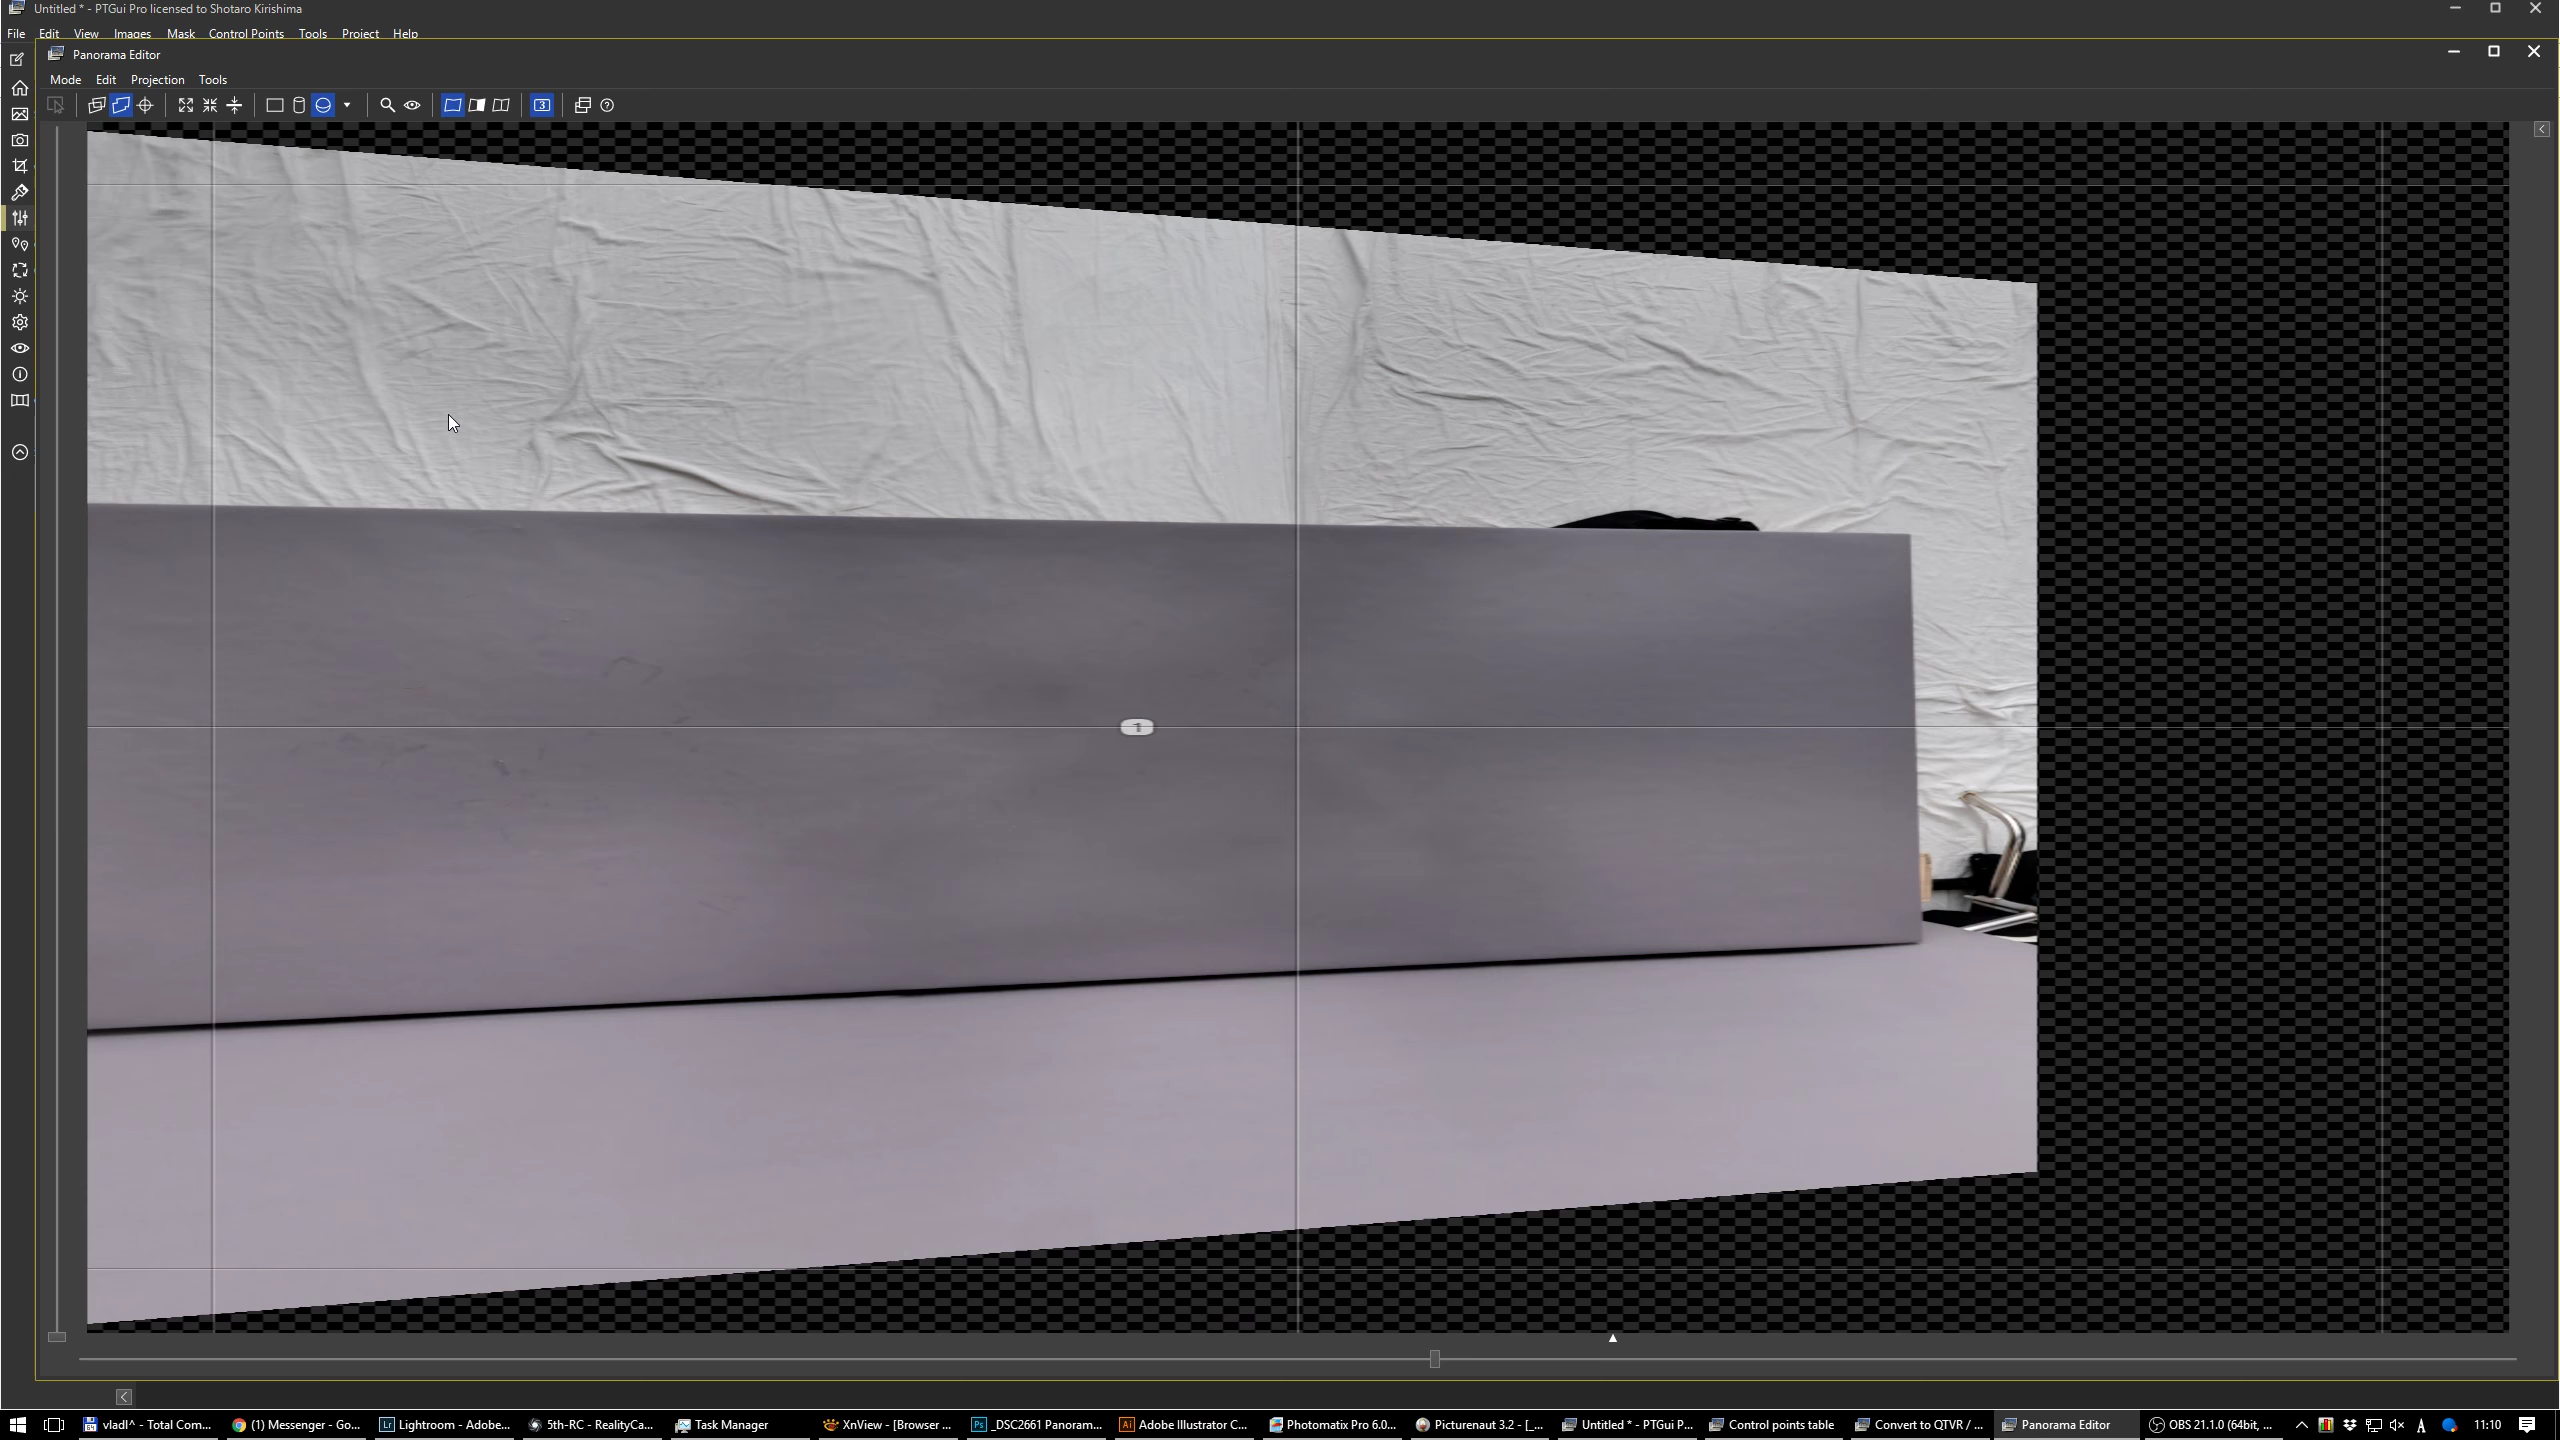 Untitled * - PTGui Pro licensed to Shotaro Kirishima
File Edit View Images Mask Control Points Tools Project Help
Panorama Editor
Mode Edit Projection Tools
3
1
vladl^ - Total Com... (1) Messenger - Go... Lightroom - Adobe... 5th-RC - RealityCa... Task Manager XnView - [Browser ... _DSC2661 Panoram... Adobe Illustrator C... Photomatix Pro 6.0... Picturenaut 3.2 - [_... Untitled * - PTGui P... Control points table Convert to QTVR / ... Panorama Editor OBS 21.1.0 (64bit, ... A 11:10